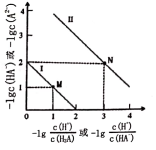 -lgc(HA⁻) 或 -lgc(A²⁻)
II
4
3
N
2
I
M
1
0 1 2 3 4
-lg c(H⁺)/c(H₂A) 或 -lg c(H⁺)/c(HA⁻)